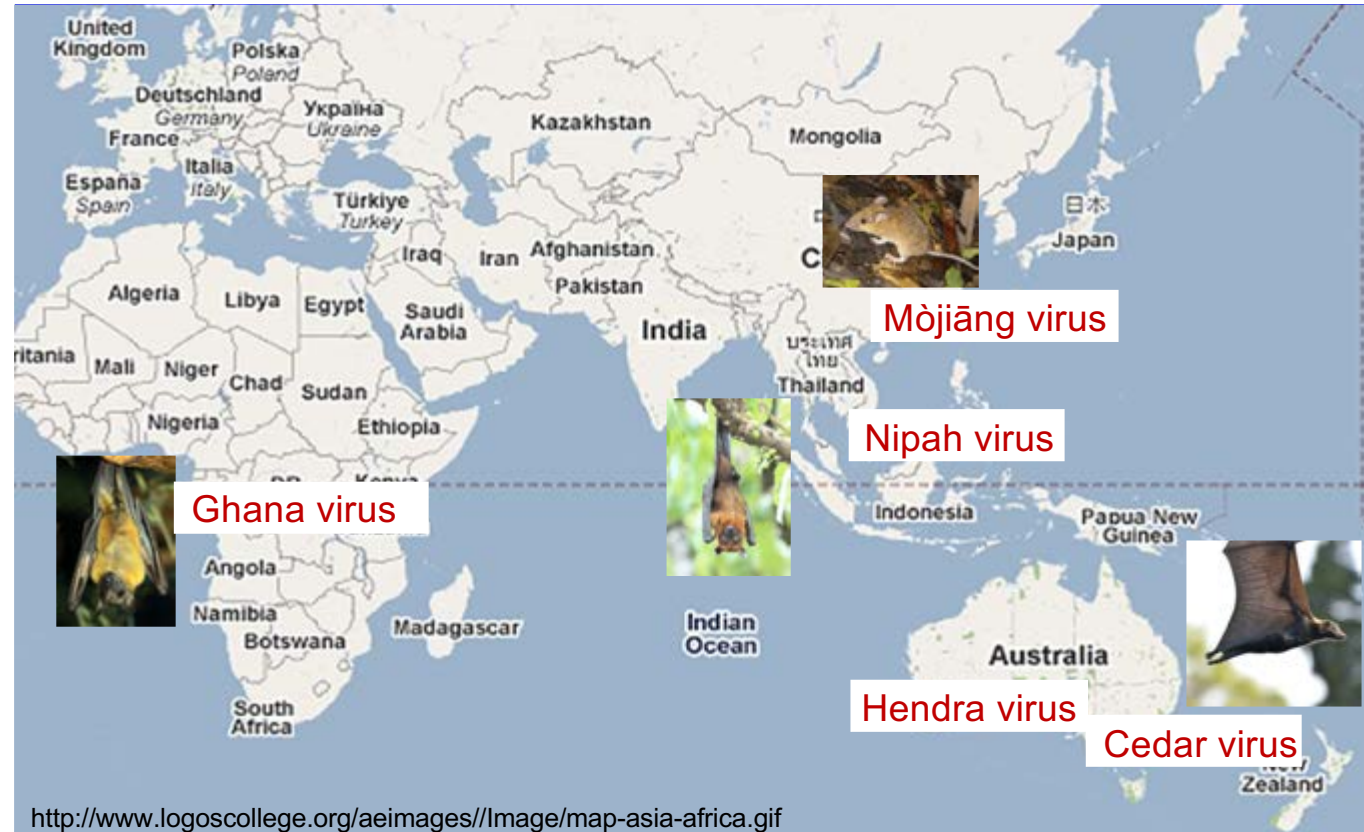 United
Kingdom
Polska
Poland
Deutschland
Germany
Україна
Ukraine
France
Kazakhstan
Mongolia
Italia
Italy
España
Spain
Türkiye
Turkey
日本
Japan
Iraq
Iran
Afghanistan
C
Pakistan
Algeria
Libya
Egypt
Saudi
Arabia
India
Mòjiāng virus
ritania
Mali
Niger
Chad
Sudan
ประเทศ
ไทย
Thailand
Nigeria
Ethiopia
Nipah virus
Kenya
Ghana virus
Indonesia
Papua New
Guinea
Angola
Namibia
Botswana
Madagascar
Indian
Ocean
Australia
South
Africa
Hendra virus
Cedar virus
New
Zealand
http://www.logoscollege.org/aeimages//Image/map-asia-africa.gif